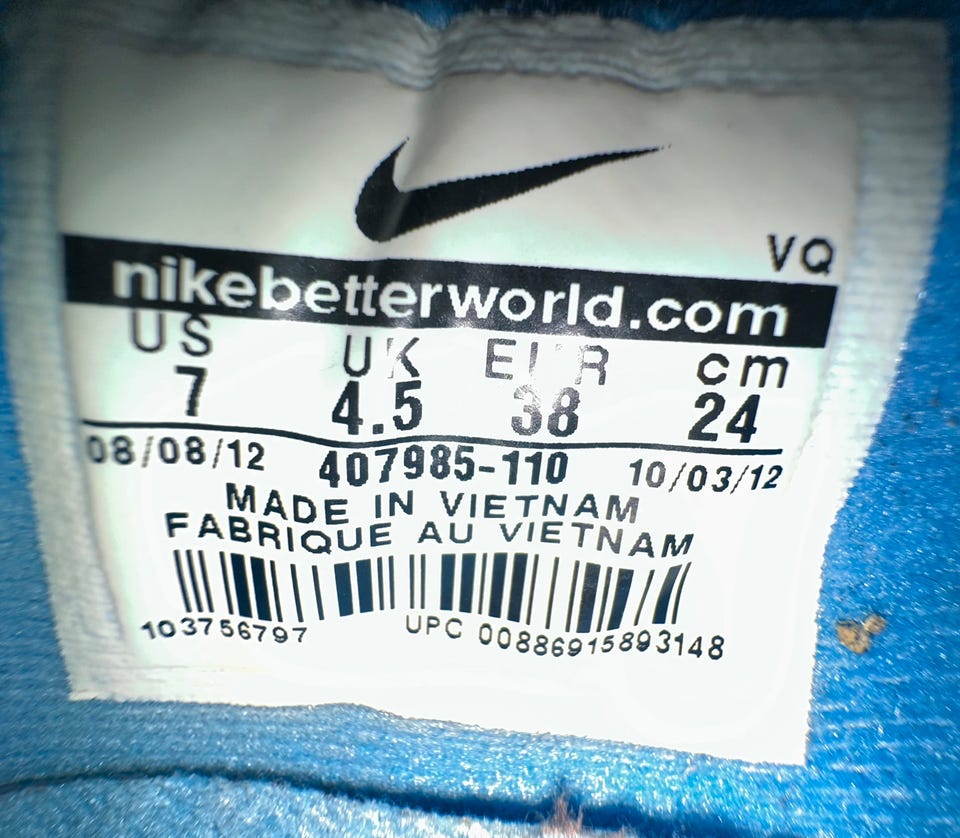 VQ
nikebetterworld.com
US UK EUR cm
7 4.5 38 24
08/08/12 407985-110 10/03/12
MADE IN VIETNAM
FABRIQUE AU VIETNAM
103756797 UPC 00886915893148